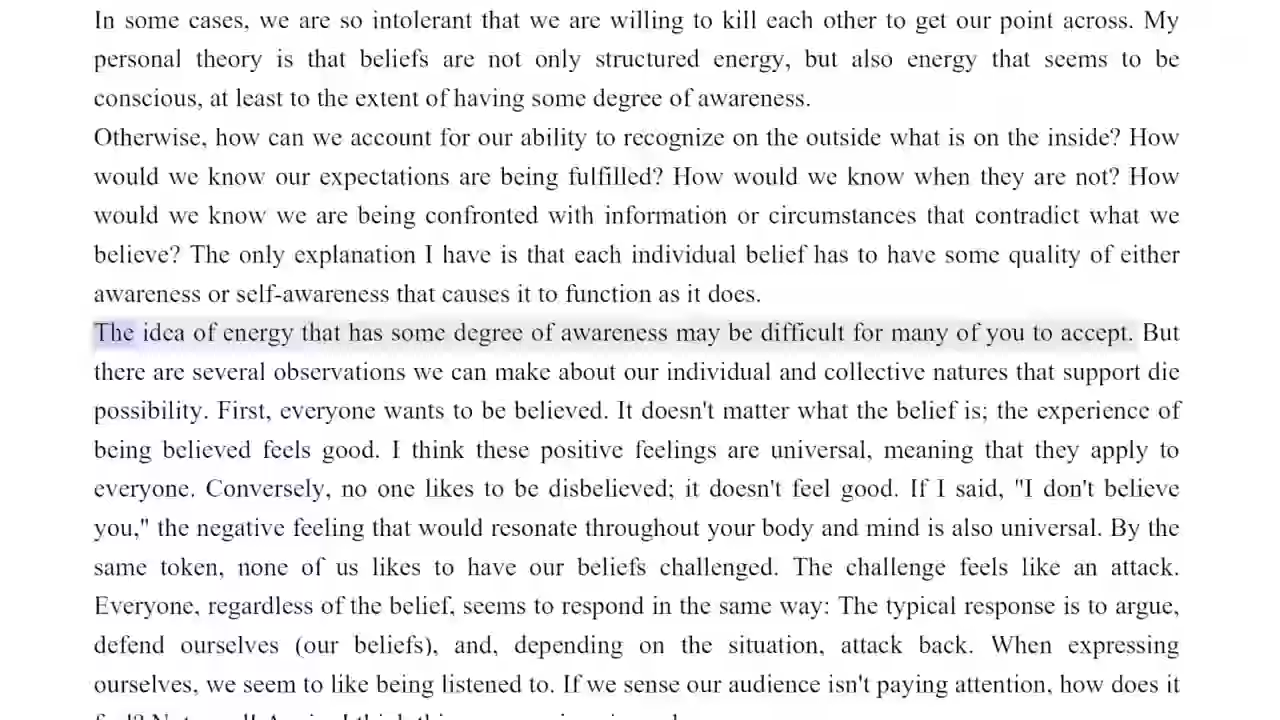 In some cases, we are so intolerant that we are willing to kill each other to get our point across. My
personal theory is that beliefs are not only structured energy, but also energy that seems to be
conscious, at least to the extent of having some degree of awareness.
Otherwise, how can we account for our ability to recognize on the outside what is on the inside? How
would we know our expectations are being fulfilled? How would we know when they are not? How
would we know we are being confronted with information or circumstances that contradict what we
believe? The only explanation I have is that each individual belief has to have some quality of either
awareness or self-awareness that causes it to function as it does.
The idea of energy that has some degree of awareness may be difficult for many of you to accept. But
there are several observations we can make about our individual and collective natures that support die
possibility. First, everyone wants to be believed. It doesn't matter what the belief is; the experience of
being believed feels good. I think these positive feelings are universal, meaning that they apply to
everyone. Conversely, no one likes to be disbelieved; it doesn't feel good. If I said, "I don't believe
you," the negative feeling that would resonate throughout your body and mind is also universal. By the
same token, none of us likes to have our beliefs challenged. The challenge feels like an attack.
Everyone, regardless of the belief, seems to respond in the same way: The typical response is to argue,
defend ourselves (our beliefs), and, depending on the situation, attack back. When expressing
ourselves, we seem to like being listened to. If we sense our audience isn't paying attention, how does it